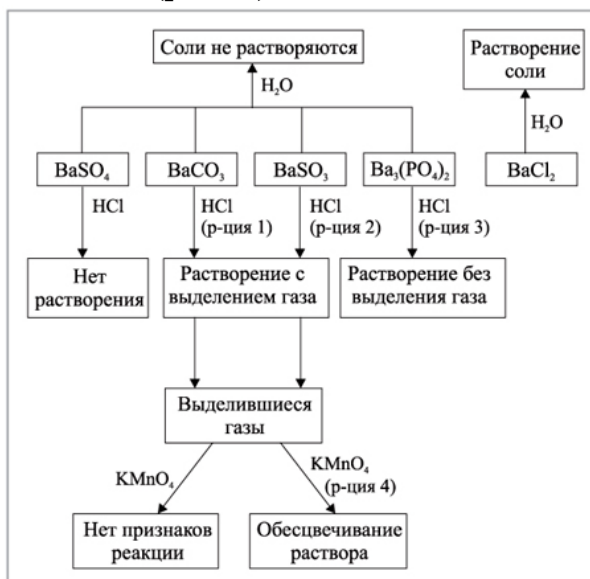 Соли не растворяются
Растворение
соли
H₂O
H₂O
BaSO₄
BaCO₃
BaSO₃
Ba₃(PO₄)₂
BaCl₂
HCl
HCl
(р-ция 1)
HCl
(р-ция 2)
HCl
(р-ция 3)
Нет
растворения
Растворение с
выделением газа
Растворение без
выделения газа
Выделившиеся
газы
KMnO₄
KMnO₄
(р-ция 4)
Нет признаков
реакции
Обесцвечивание
раствора